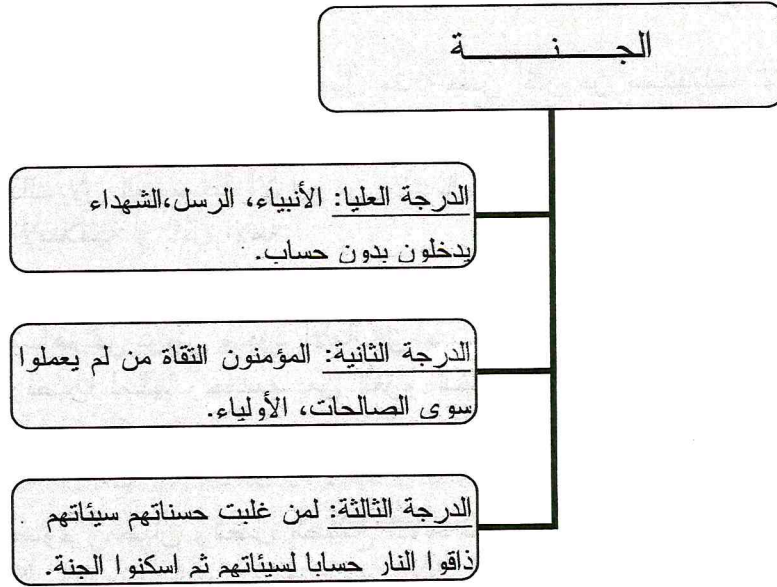 الجنة
الدرجة العليا: الأنبياء، الرسل،الشهداء
يدخلون بدون حساب.
الدرجة الثانية: المؤمنون التقاة من لم يعملوا
سوى الصالحات، الأولياء.
الدرجة الثالثة: لمن غلبت حسناتهم سيئاتهم
ذاقوا النار حسابا لسيئاتهم ثم اسكنوا الجنة.